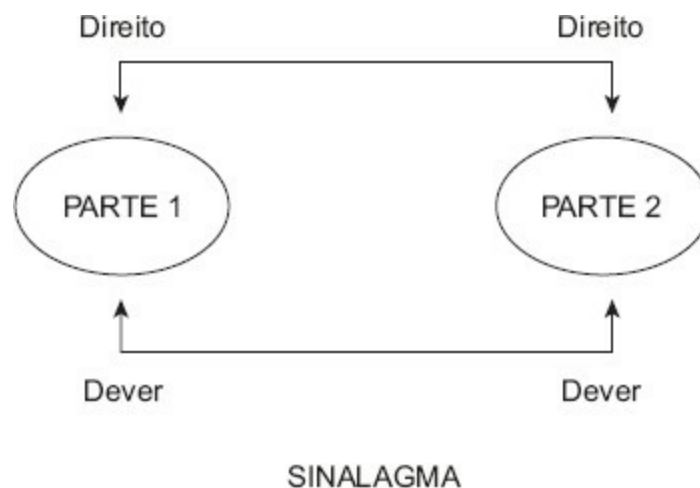 Direito Direito
PARTE 1 PARTE 2
Dever Dever
SINALAGMA